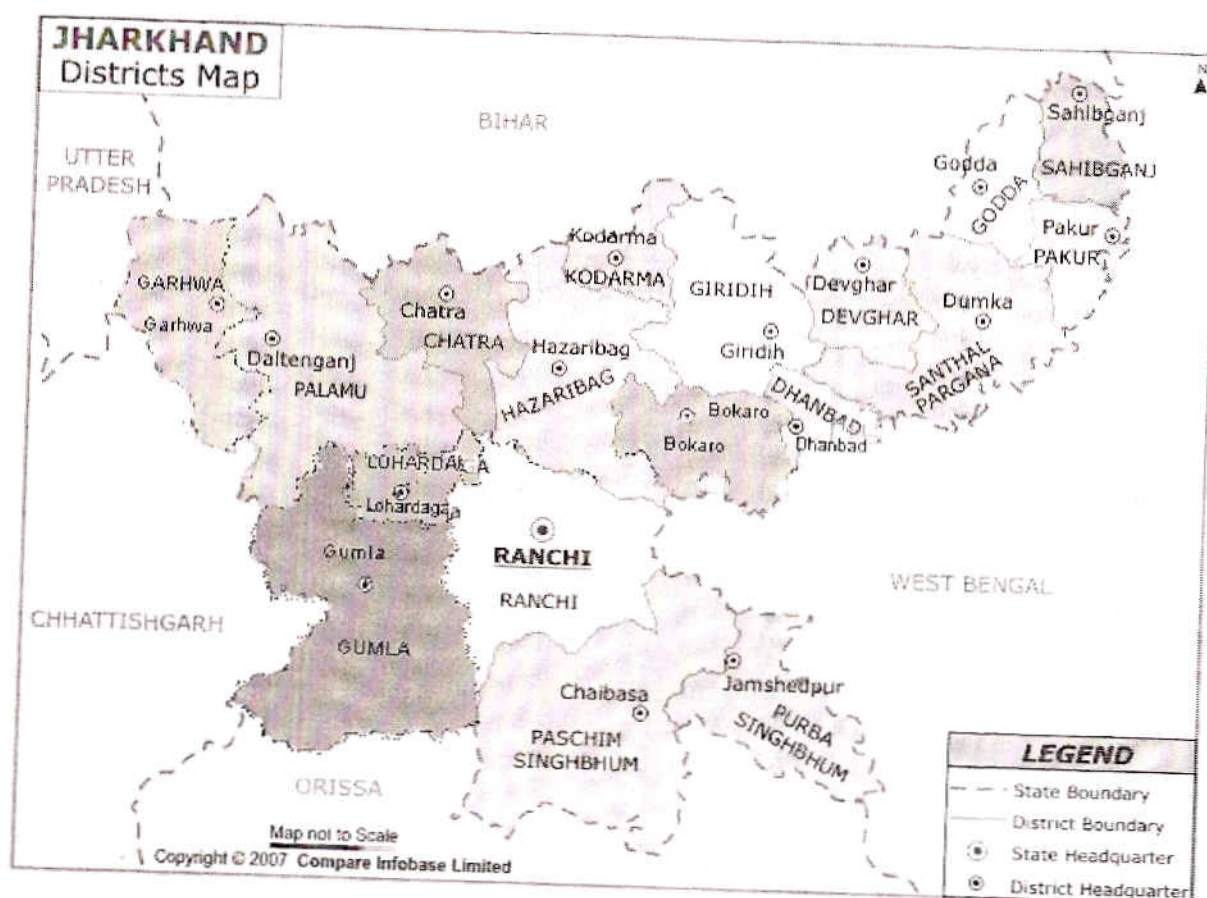 JHARKHAND
Districts Map
N
BIHAR
UTTER
PRADESH
Sahibganj
SAHIBGANJ
Godda
GODDA
Pakur
PAKUR
Kodarma
KODARMA
GIRIDIH
Giridih
Devghar
DEVGHAR
Dumka
SANTHAL
PARGANA
GARHWA
Garhwa
Daltenganj
PALAMU
Chatra
CHATRA
Hazaribag
HAZARIBAG
DHANBAD
Dhanbad
Bokaro
Bokaro
LOHARDAGA
Lohardaga
Gumla
GUMLA
RANCHI
RANCHI
WEST BENGAL
CHHATTISHGARH
Chaibasa
PASCHIM
SINGHBHUM
Jamshedpur
PURBA
SINGHBHUM
ORISSA
Map not to Scale
Copyright © 2007 Compare Infobase Limited
LEGEND
State Boundary
District Boundary
State Headquarter
District Headquarter